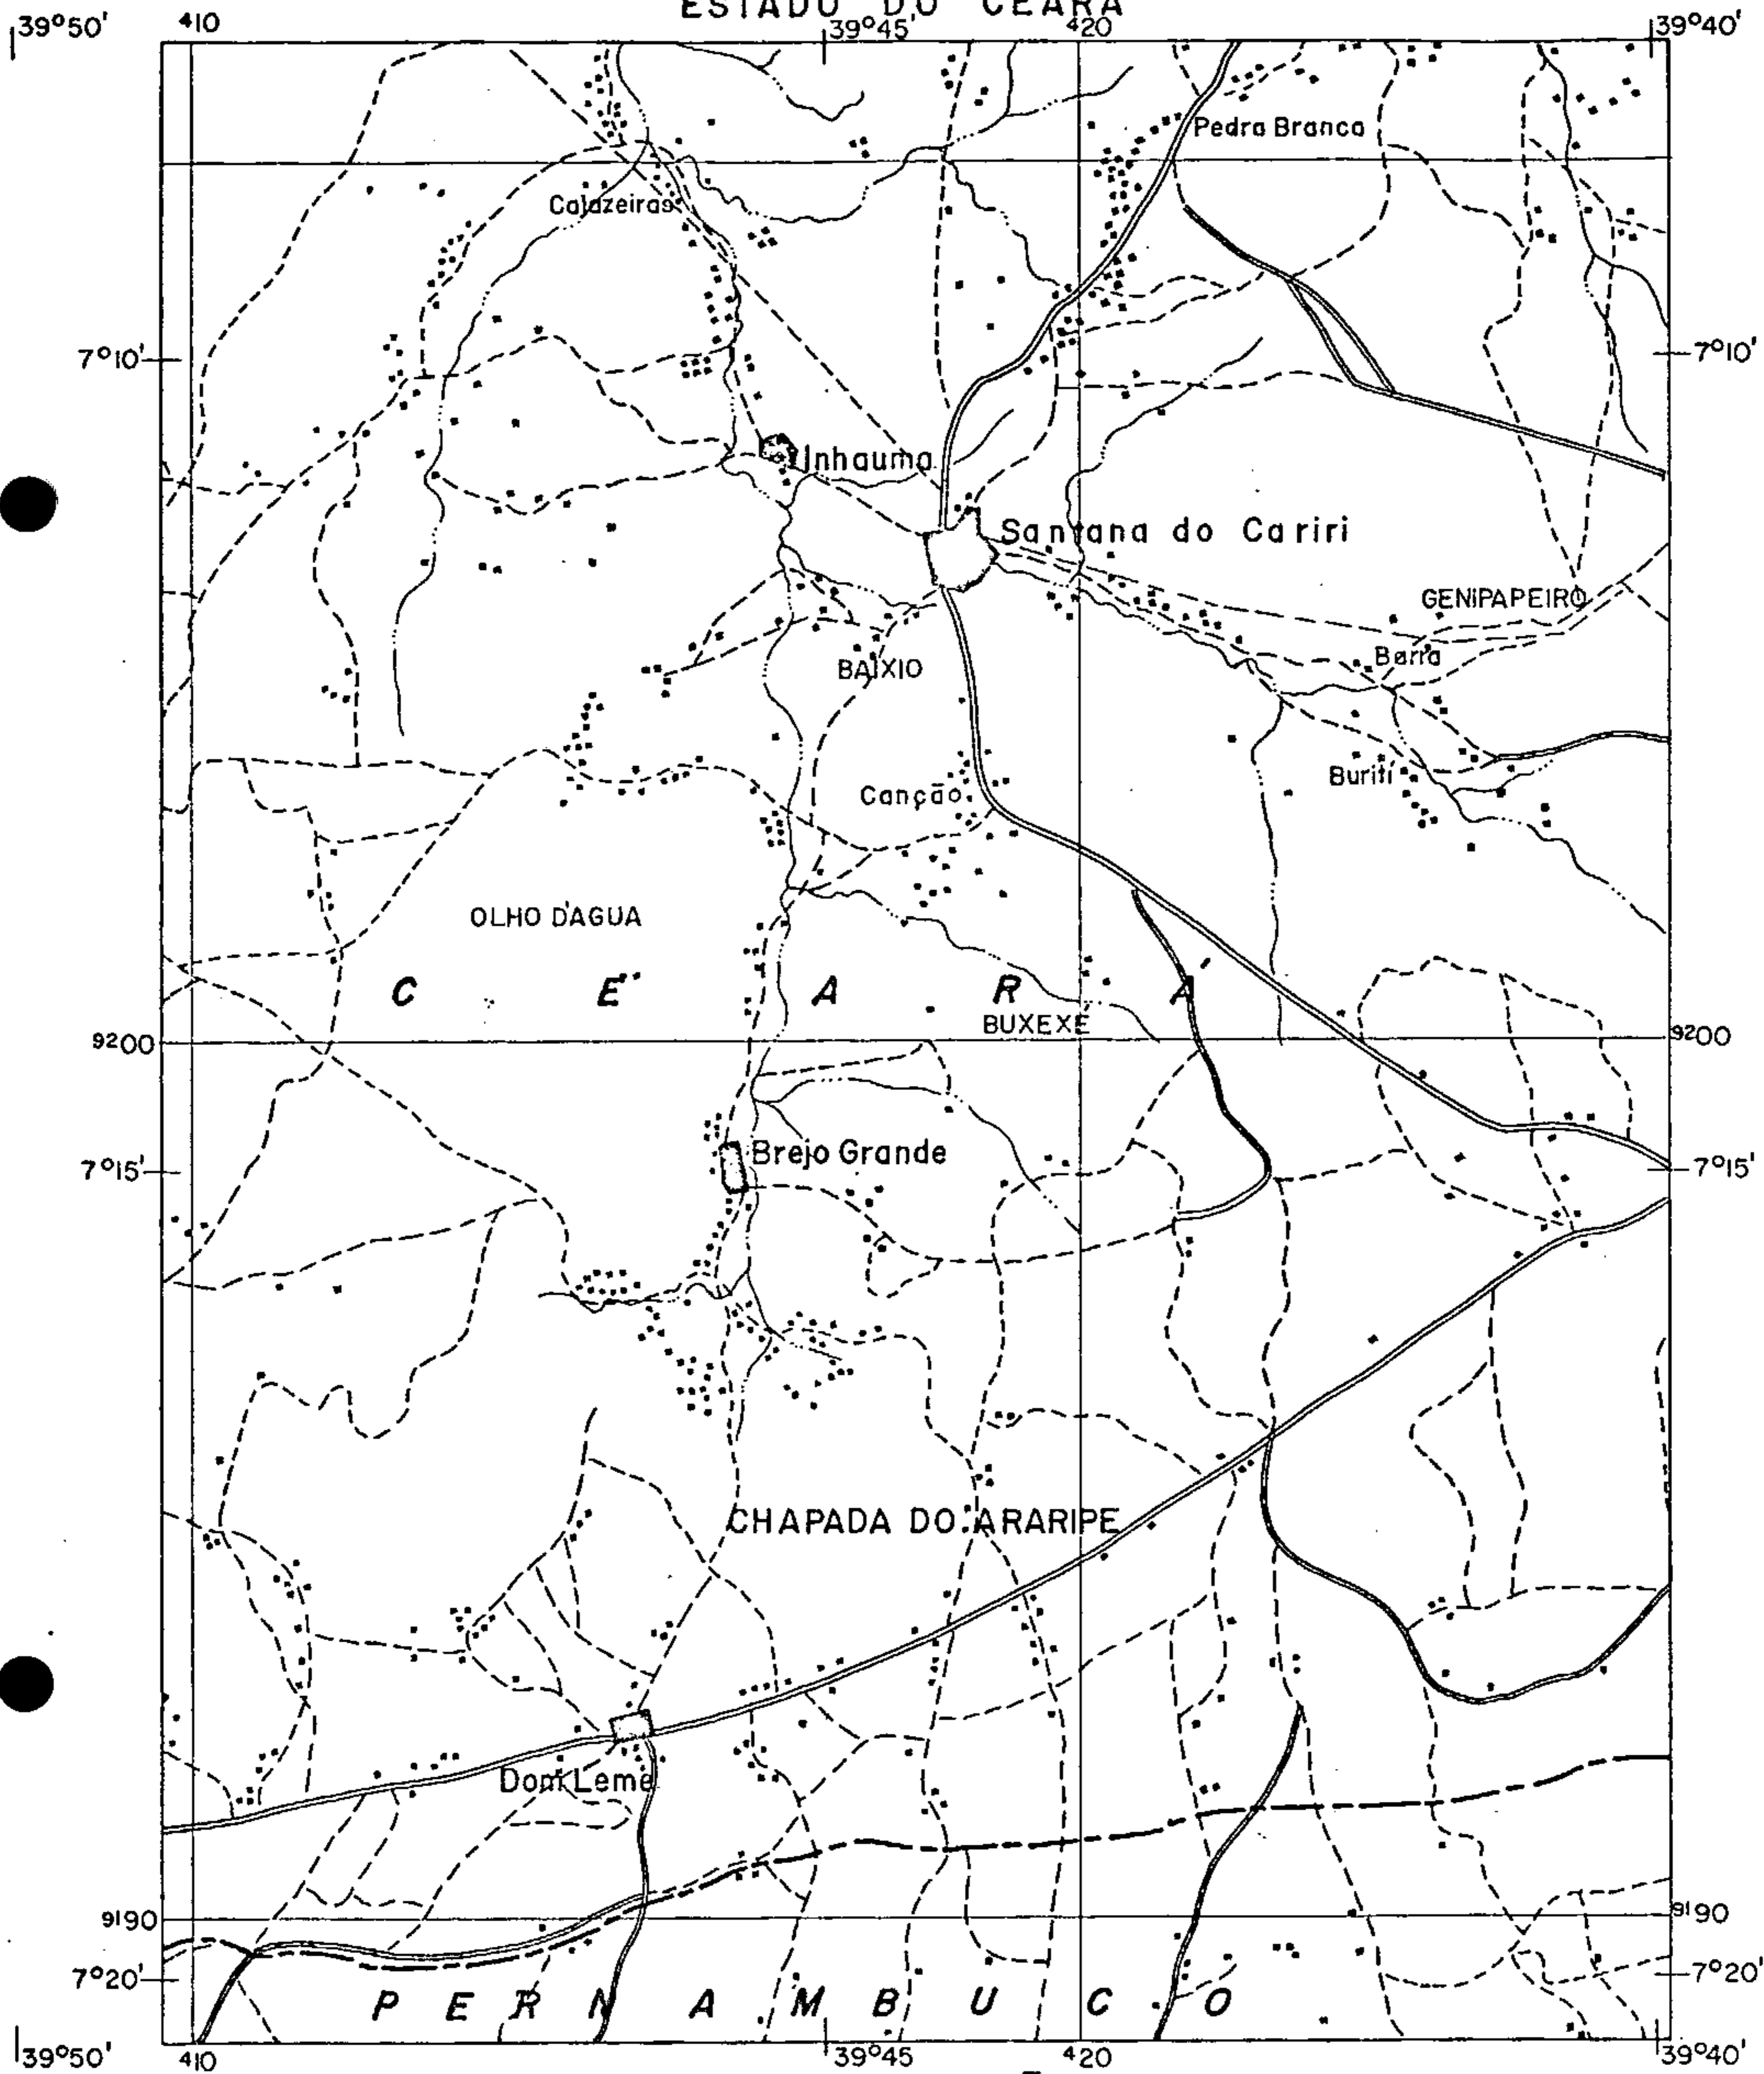 ESTADO DO CEARÁ
39°50' 410 39°45' 420 39°40'
Pedra Branca
Cajazeiras
7°10' 7°10'
Inhauma
Santana do Cariri
GENIPAPEIRO
Barra
BAIXIO
Buriti
Canção
OLHO D'AGUA
C E A R Á
BUXEXÉ
9200 9200
Brejo Grande
7°15' 7°15'
CHAPADA DO ARARIPE
Dom Leme
9190 9190
7°20' 7°20'
P E R N A M B U C O
39°50' 410 39°45' 420 39°40'